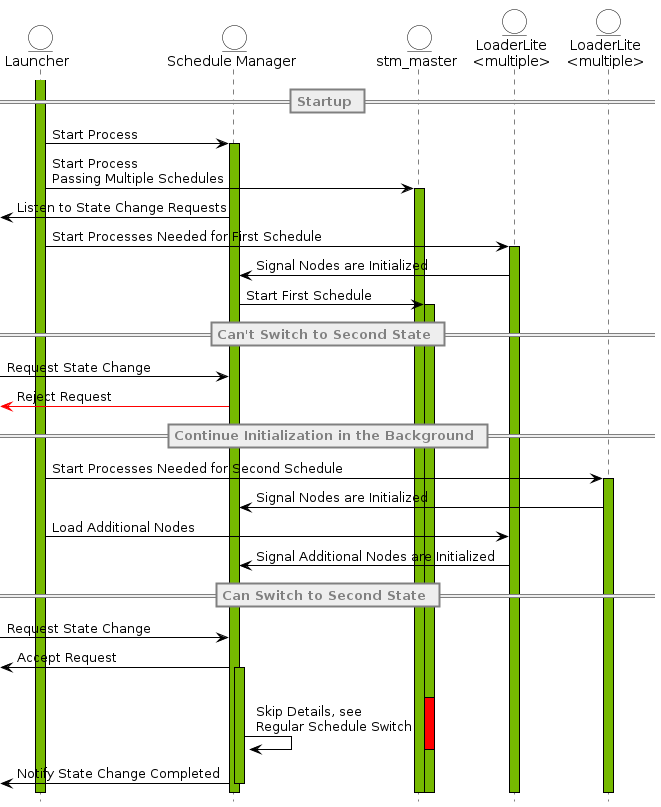 Launcher
Schedule Manager
stm_master
LoaderLite
<multiple>
LoaderLite
<multiple>
Startup
Start Process
Start Process
Passing Multiple Schedules
Listen to State Change Requests
Start Processes Needed for First Schedule
Signal Nodes are Initialized
Start First Schedule
Can't Switch to Second State
Request State Change
Reject Request
Continue Initialization in the Background
Start Processes Needed for Second Schedule
Signal Nodes are Initialized
Load Additional Nodes
Signal Additional Nodes are Initialized
Can Switch to Second State
Request State Change
Accept Request
Skip Details, see
Regular Schedule Switch
Notify State Change Completed